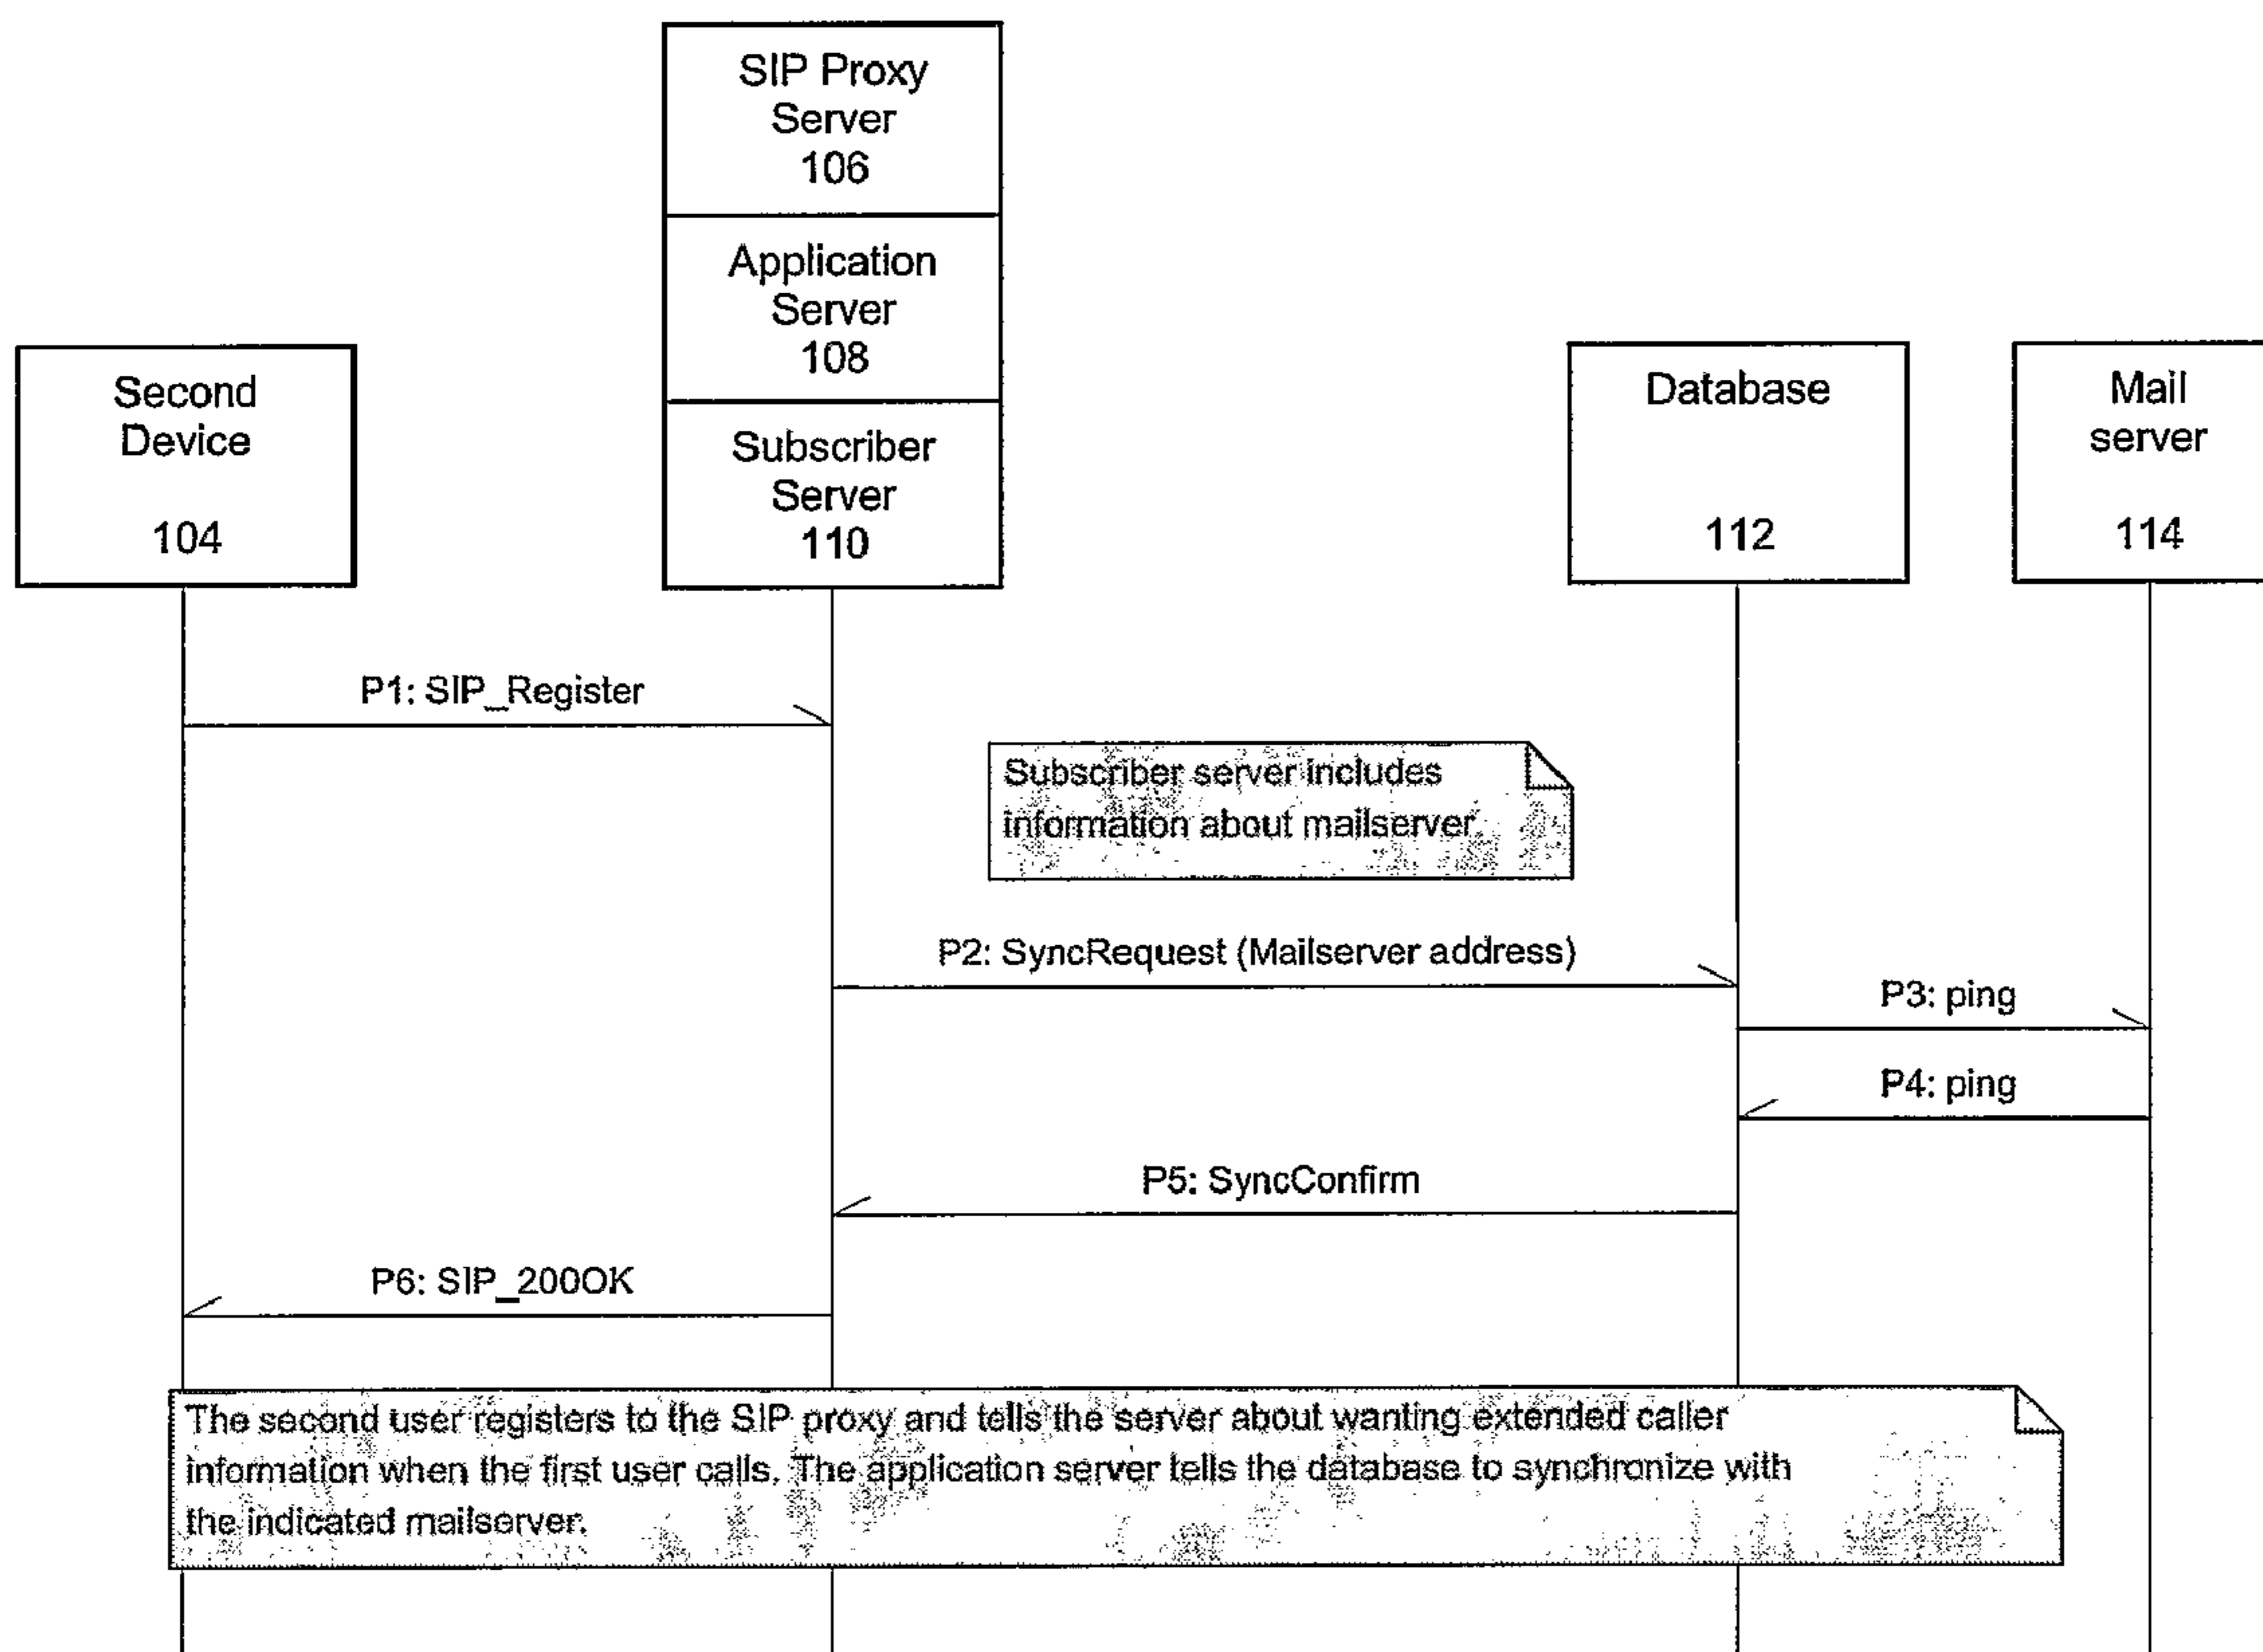 SIP Proxy
Server
106
Application
Server
108
Subscriber
Server
110
Second
Device
104
Database
112
Mail
server
114
P1: SIP_Register
Subscriber server includes
information about mailserver
P2: SyncRequest (Mailserver address)
P3: ping
P4: ping
P5: SyncConfirm
P6: SIP_200OK
The second user registers to the SIP proxy and tells the server about wanting extended caller
information when the first user calls. The application server tells the database to synchronize with
the indicated mailserver.